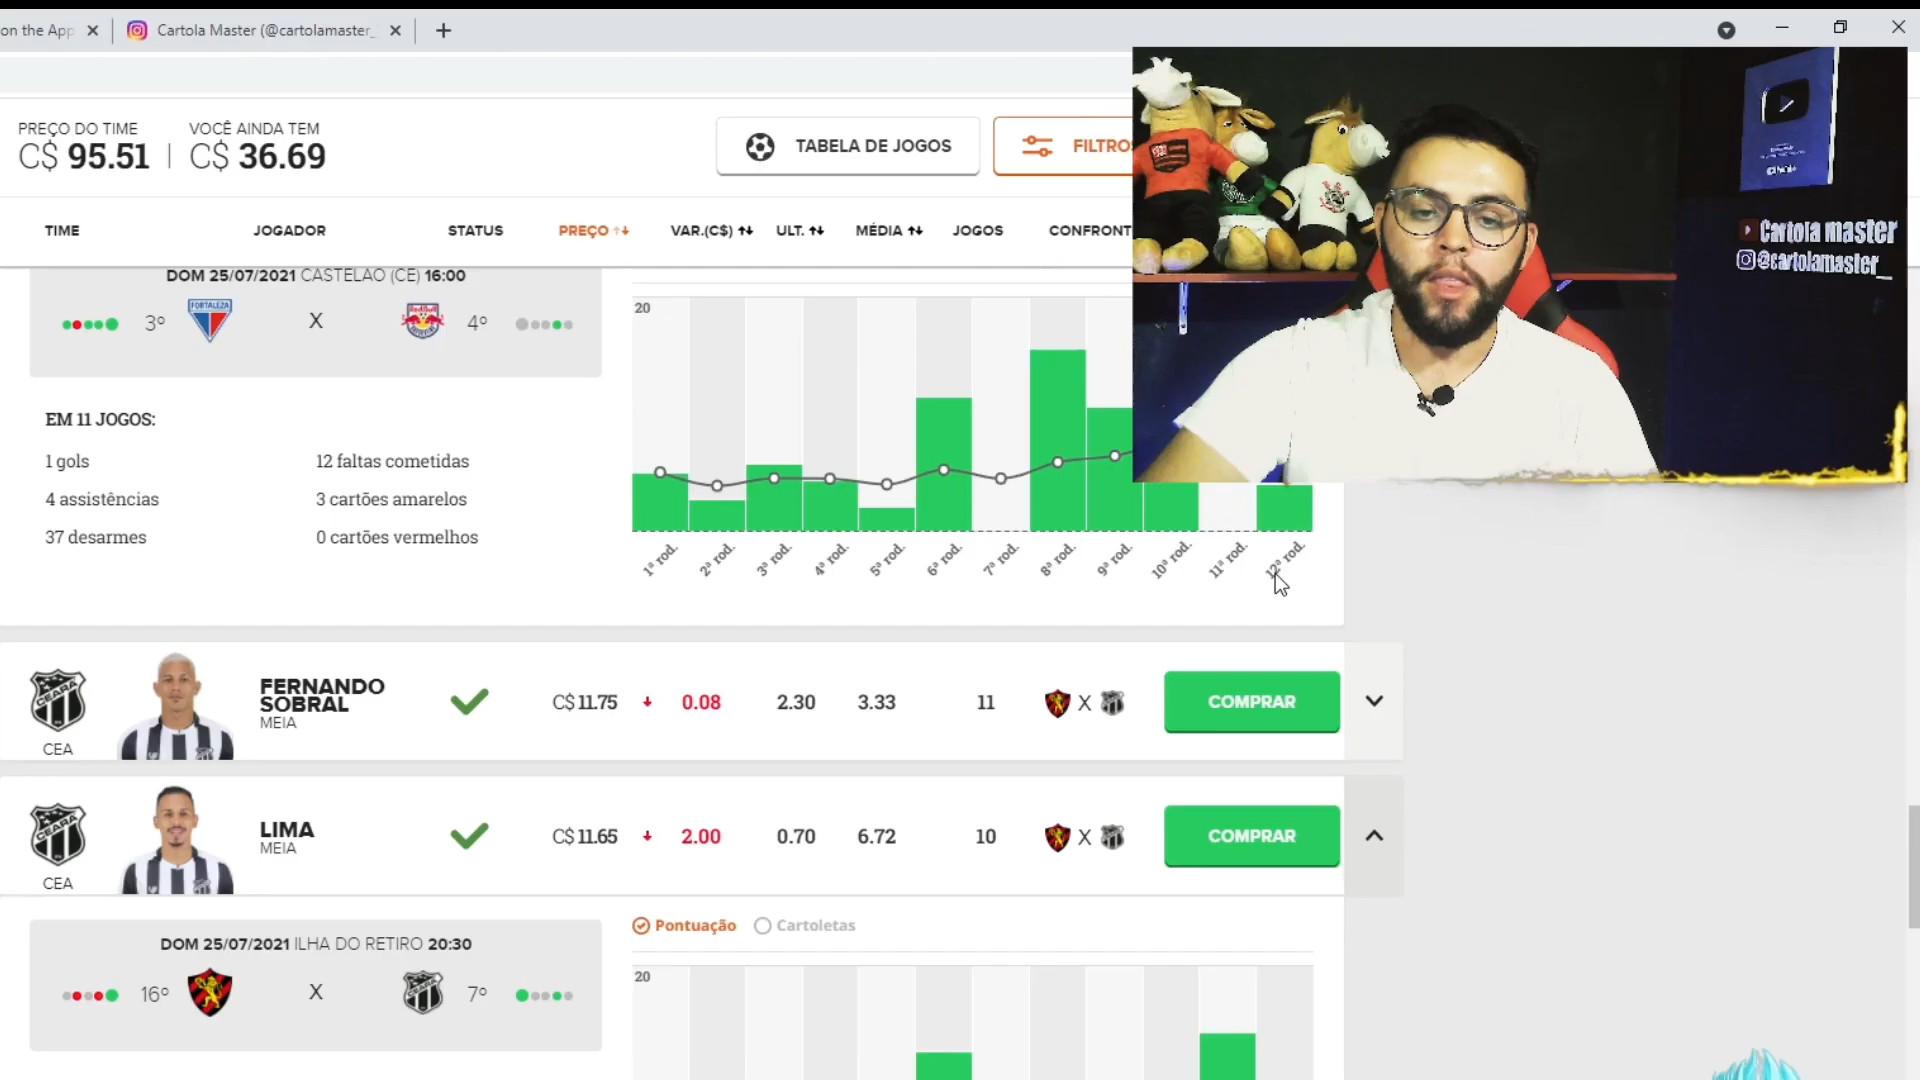 on the App
Cartola Master (@cartolamaster_
PREÇO DO TIME
C$ 95.51
VOCÊ AINDA TEM
C$ 36.69
TABELA DE JOGOS
FILTROS
TIME JOGADOR STATUS PREÇO VAR.(C$) ULT. MÉDIA JOGOS CONFRONT
Cartola master
@cartolamaster_
DOM 25/07/2021 CASTELÃO (CE) 16:00
FORTALEZA
3º X 4º
EM 11 JOGOS:
1 gols
12 faltas cometidas
4 assistências
3 cartões amarelos
37 desarmes
0 cartões vermelhos
20
1ª rod. 2ª rod. 3ª rod. 4ª rod. 5ª rod. 6ª rod. 7ª rod. 8ª rod. 9ª rod. 10ª rod. 11ª rod. 12ª rod.
CEARÁ
CEA
FERNANDO
SOBRAL
MEIA
C$ 11.75 0.08 2.30 3.33 11 X COMPRAR
CEARÁ
CEA
LIMA
MEIA
C$ 11.65 2.00 0.70 6.72 10 X COMPRAR
DOM 25/07/2021 ILHA DO RETIRO 20:30
16º X 7º
Pontuação Cartoletas
20